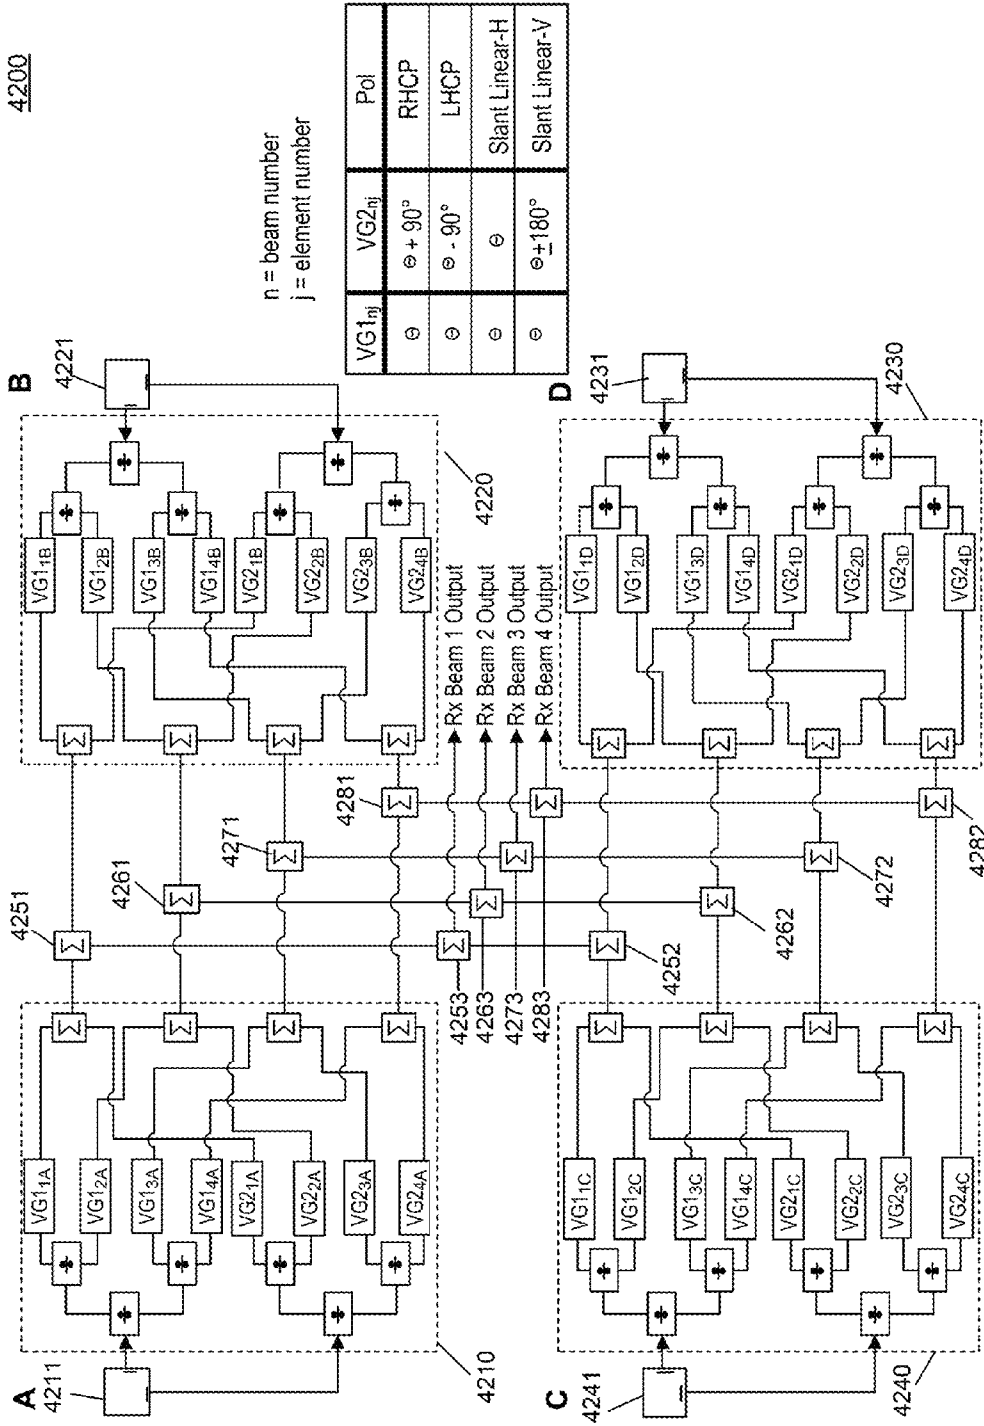 4200
A
4211
4210
VG11A
VG12A
VG13A
VG14A
VG21A
VG22A
VG23A
VG24A
4251
4261
4271
4281
B
4221
4220
VG11B
VG12B
VG13B
VG14B
VG21B
VG22B
VG23B
VG24B
n = beam number
j = element number
VG1nj VG2nj Pol
Θ Θ + 90° RHCP
Θ Θ - 90° LHCP
Θ Θ Slant Linear-H
Θ Θ±180° Slant Linear-V
4253 Rx Beam 1 Output
4263 Rx Beam 2 Output
4273 Rx Beam 3 Output
4283 Rx Beam 4 Output
C
4241
4240
VG11C
VG12C
VG13C
VG14C
VG21C
VG22C
VG23C
VG24C
4252
4262
4272
4282
D
4231
4230
VG11D
VG12D
VG13D
VG14D
VG21D
VG22D
VG23D
VG24D